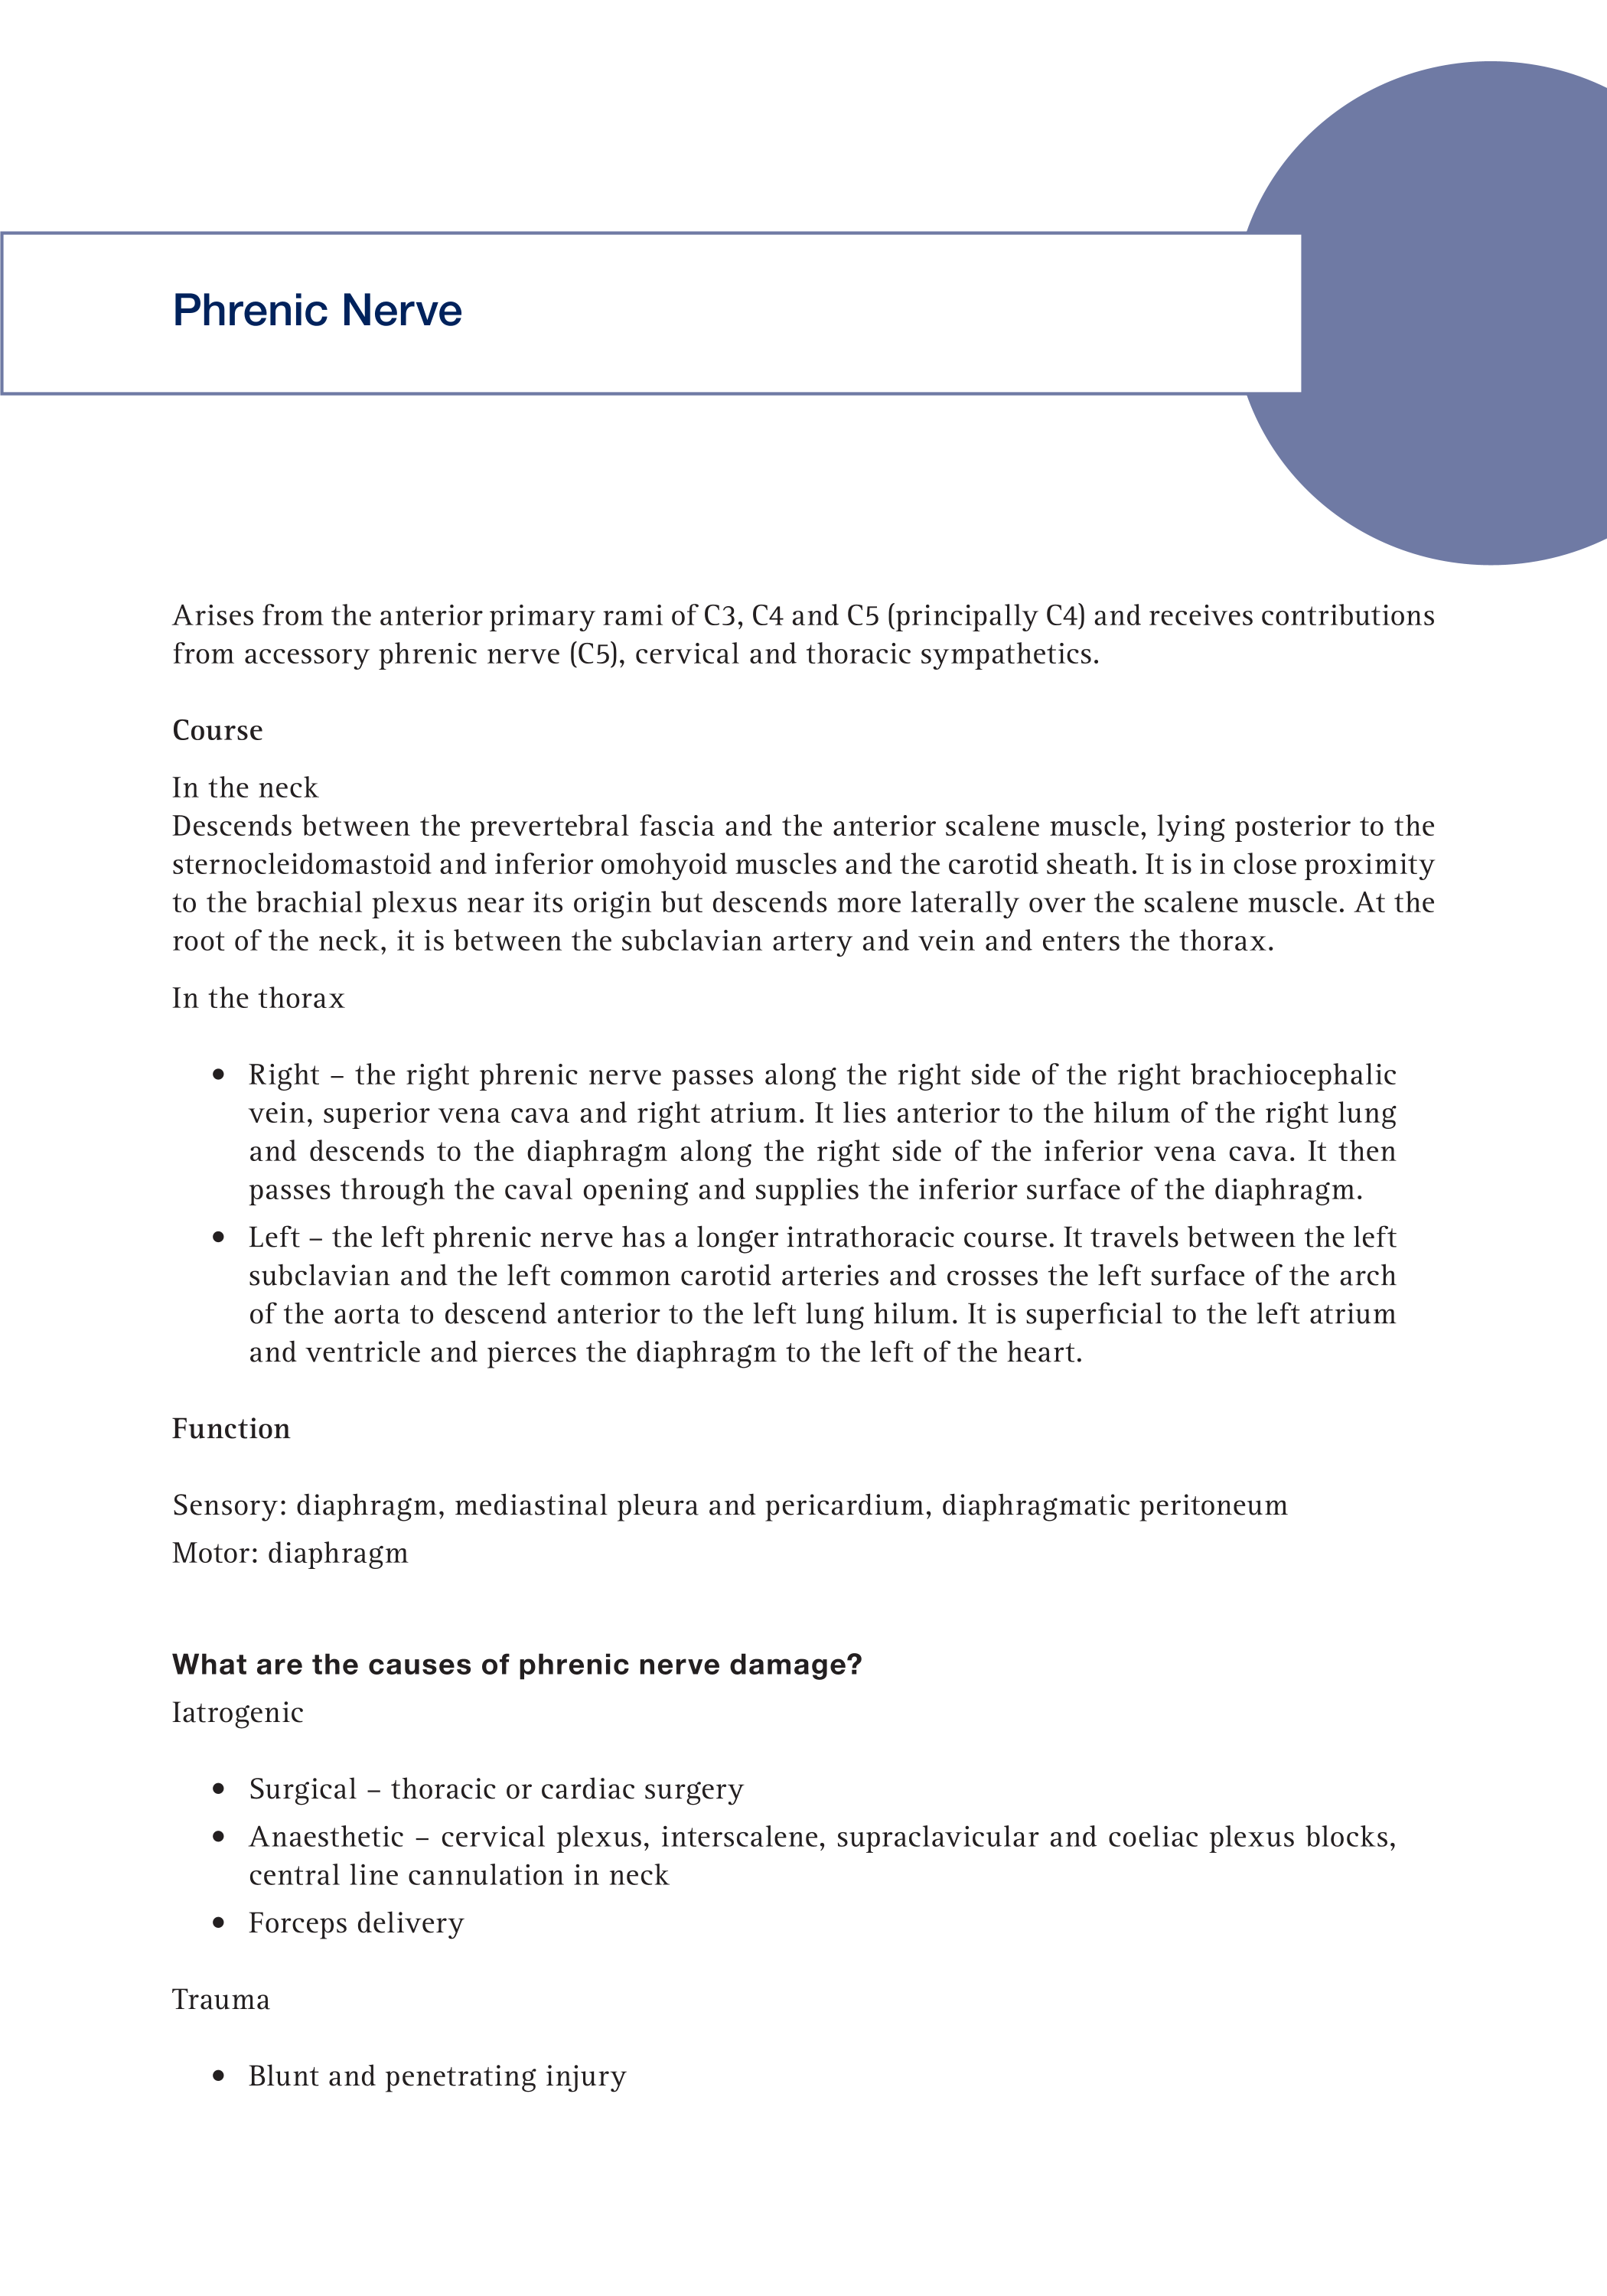 Phrenic Nerve
Arises from the anterior primary rami of C3, C4 and C5 (principally C4) and receives contributions
from accessory phrenic nerve (C5), cervical and thoracic sympathetics.
Course
In the neck
Descends between the prevertebral fascia and the anterior scalene muscle, lying posterior to the
sternocleidomastoid and inferior omohyoid muscles and the carotid sheath. It is in close proximity
to the brachial plexus near its origin but descends more laterally over the scalene muscle. At the
root of the neck, it is between the subclavian artery and vein and enters the thorax.
In the thorax
• Right – the right phrenic nerve passes along the right side of the right brachiocephalic
vein, superior vena cava and right atrium. It lies anterior to the hilum of the right lung
and descends to the diaphragm along the right side of the inferior vena cava. It then
passes through the caval opening and supplies the inferior surface of the diaphragm.
• Left – the left phrenic nerve has a longer intrathoracic course. It travels between the left
subclavian and the left common carotid arteries and crosses the left surface of the arch
of the aorta to descend anterior to the left lung hilum. It is superficial to the left atrium
and ventricle and pierces the diaphragm to the left of the heart.
Function
Sensory: diaphragm, mediastinal pleura and pericardium, diaphragmatic peritoneum
Motor: diaphragm
What are the causes of phrenic nerve damage?
Iatrogenic
• Surgical – thoracic or cardiac surgery
• Anaesthetic – cervical plexus, interscalene, supraclavicular and coeliac plexus blocks,
central line cannulation in neck
• Forceps delivery
Trauma
• Blunt and penetrating injury